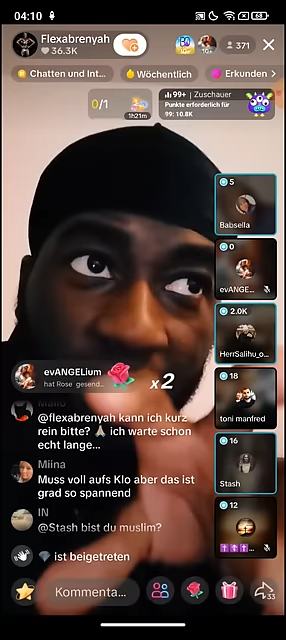 04:10
68
Flexabrenyah
36.3K
371
Chatten und Int...
Wöchentlich
Erkunden
0/1
1h21m
99+ | Zuschauer
Punkte erforderlich für
99: 10.8K
5
Babsella
0
evANGE...
2.0K
HerrSalihu_o...
18
toni manfred
16
Stash
12
evANGELium
hat Rose gesend...
x2
@flexabrenyah kann ich kurz
rein bitte? 🙏🏽 ich warte schon
echt lange...
Miina
Muss voll aufs Klo aber das ist
grad so spannend
IN
@Stash bist du muslim?
ist beigetreten
Kommenta...
33